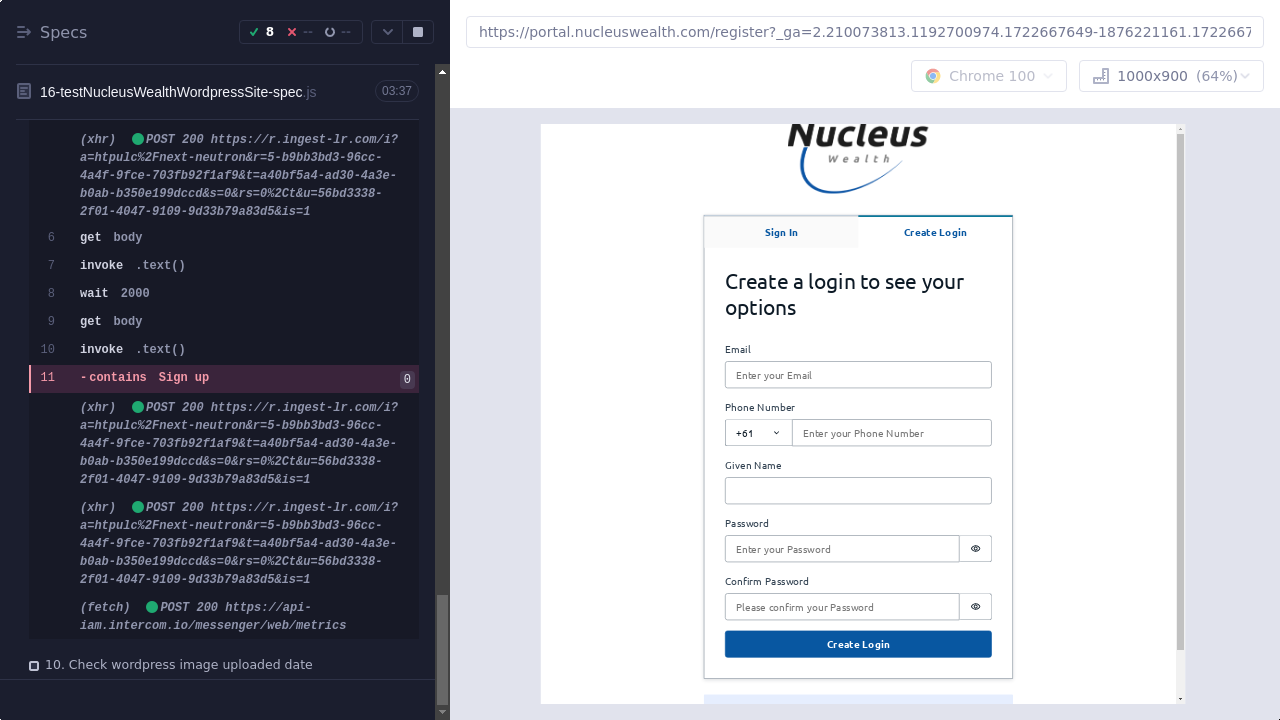 Specs
8
--
--
https://portal.nucleuswealth.com/register?_ga=2.210073813.1192700974.1722667649-1876221161.1722667
Chrome 100
1000x900 (64%)
16-testNucleusWealthWordpressSite-spec.js
03:37
(xhr) POST 200 https://r.ingest-lr.com/i?
a=htpulc%2Fnext-neutron&r=5-b9bb3bd3-96cc-
4a4f-9fce-703fb92f1af9&t=a40bf5a4-ad30-4a3e-
b0ab-b350e199dccd&s=0&rs=0%2Ct&u=56bd3338-
2f01-4047-9109-9d33b79a83d5&is=1
6 get body
7 invoke .text()
8 wait 2000
9 get body
10 invoke .text()
11 -contains Sign up 0
(xhr) POST 200 https://r.ingest-lr.com/i?
a=htpulc%2Fnext-neutron&r=5-b9bb3bd3-96cc-
4a4f-9fce-703fb92f1af9&t=a40bf5a4-ad30-4a3e-
b0ab-b350e199dccd&s=0&rs=0%2Ct&u=56bd3338-
2f01-4047-9109-9d33b79a83d5&is=1
(xhr) POST 200 https://r.ingest-lr.com/i?
a=htpulc%2Fnext-neutron&r=5-b9bb3bd3-96cc-
4a4f-9fce-703fb92f1af9&t=a40bf5a4-ad30-4a3e-
b0ab-b350e199dccd&s=0&rs=0%2Ct&u=56bd3338-
2f01-4047-9109-9d33b79a83d5&is=1
(fetch) POST 200 https://api-
iam.intercom.io/messenger/web/metrics
10. Check wordpress image uploaded date
Nucleus
Wealth
Sign In
Create Login
Create a login to see your
options
Email
Enter your Email
Phone Number
+61
Enter your Phone Number
Given Name
Password
Enter your Password
Confirm Password
Please confirm your Password
Create Login